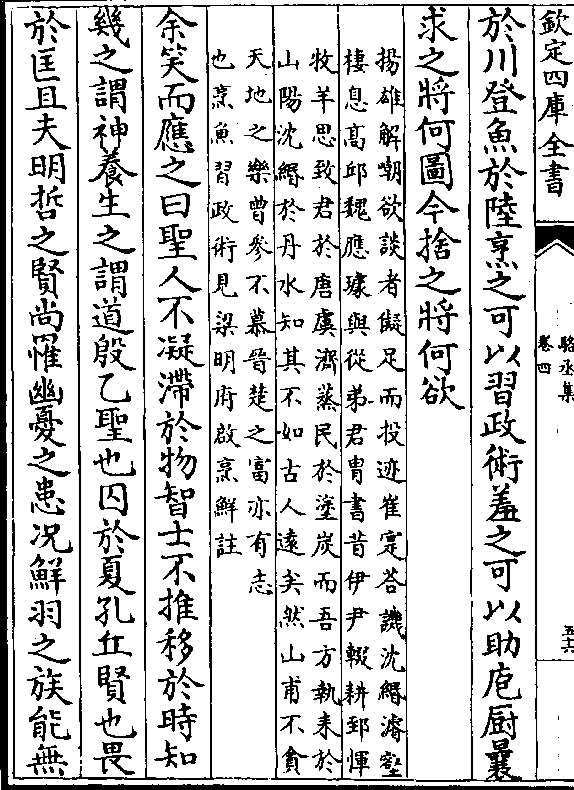 欽定四庫全書
駱丞集
卷四
於川登魚於陸烹之可以習政術羞之可以助庖厨曩
求之將何圖今捨之將何欲
揚雄解嘲欲談者儗足而投迹崔寔荅譏沈緡濬壑
棲息髙邱魏應璩與從弟君冑書昔伊尹輟耕郅惲
牧羊思致君於唐虞濟蒸民於塗炭而吾方執耒於
山陽沈緡於丹水知其不如古人遠矣然山甫不貪
天地之樂曾參不慕晉楚之富亦有志
也烹魚習政術見梁明府啟烹鮮註
余笑而應之曰聖人不凝滯於物智士不推移於時知
幾之謂神養生之謂道殷乙聖也囚於夏孔丘賢也畏
於匡且夫明哲之賢尚罹幽憂之患况鮮羽之族能無